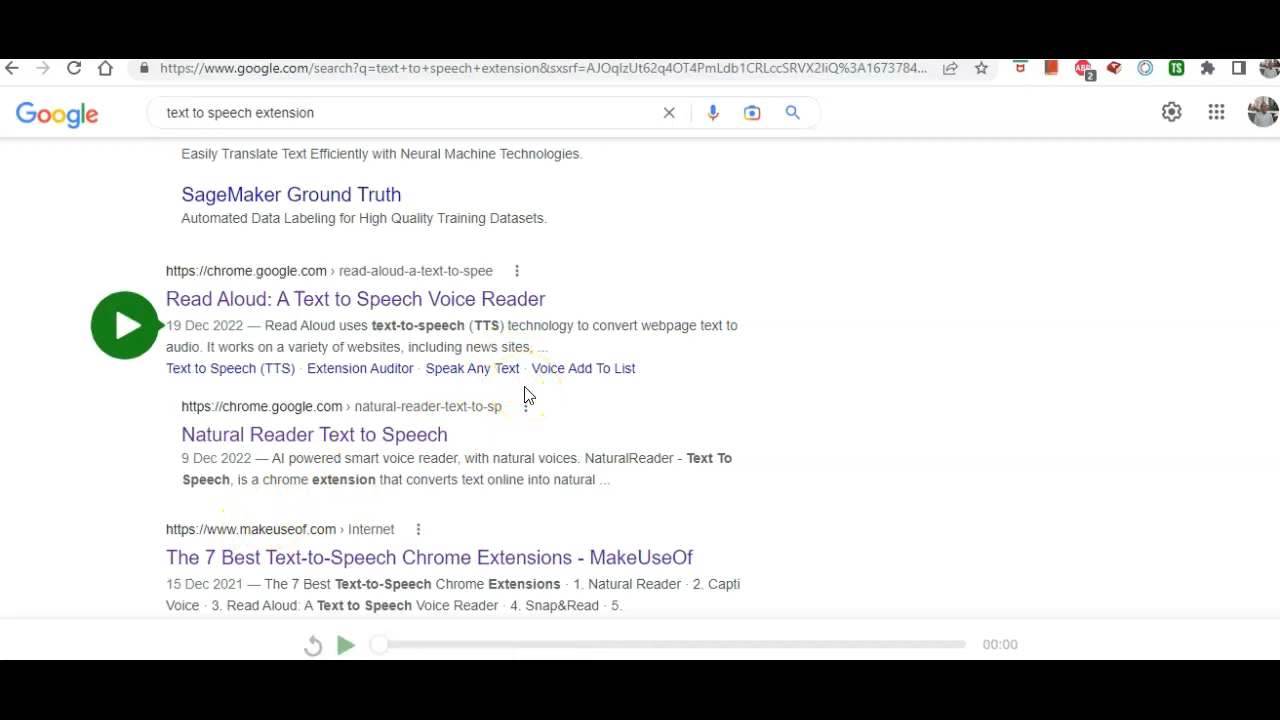 https://www.google.com/search?q=text+to+speech+extension&sxsrf=AJOqlzUt62q4OT4PmLdb1CRLccSRVX2IiQ%3A1673784...
ABP
2
TS
Google
text to speech extension
Easily Translate Text Efficiently with Neural Machine Technologies.
SageMaker Ground Truth
Automated Data Labeling for High Quality Training Datasets.
https://chrome.google.com › read-aloud-a-text-to-spee
Read Aloud: A Text to Speech Voice Reader
19 Dec 2022 — Read Aloud uses text-to-speech (TTS) technology to convert webpage text to
audio. It works on a variety of websites, including news sites, ...
Text to Speech (TTS) · Extension Auditor · Speak Any Text · Voice Add To List
https://chrome.google.com › natural-reader-text-to-sp
Natural Reader Text to Speech
9 Dec 2022 — AI powered smart voice reader, with natural voices. NaturalReader - Text To
Speech, is a chrome extension that converts text online into natural ...
https://www.makeuseof.com › Internet
The 7 Best Text-to-Speech Chrome Extensions - MakeUseOf
15 Dec 2021 — The 7 Best Text-to-Speech Chrome Extensions · 1. Natural Reader · 2. Capti
Voice · 3. Read Aloud: A Text to Speech Voice Reader · 4. Snap&Read · 5.
00:00